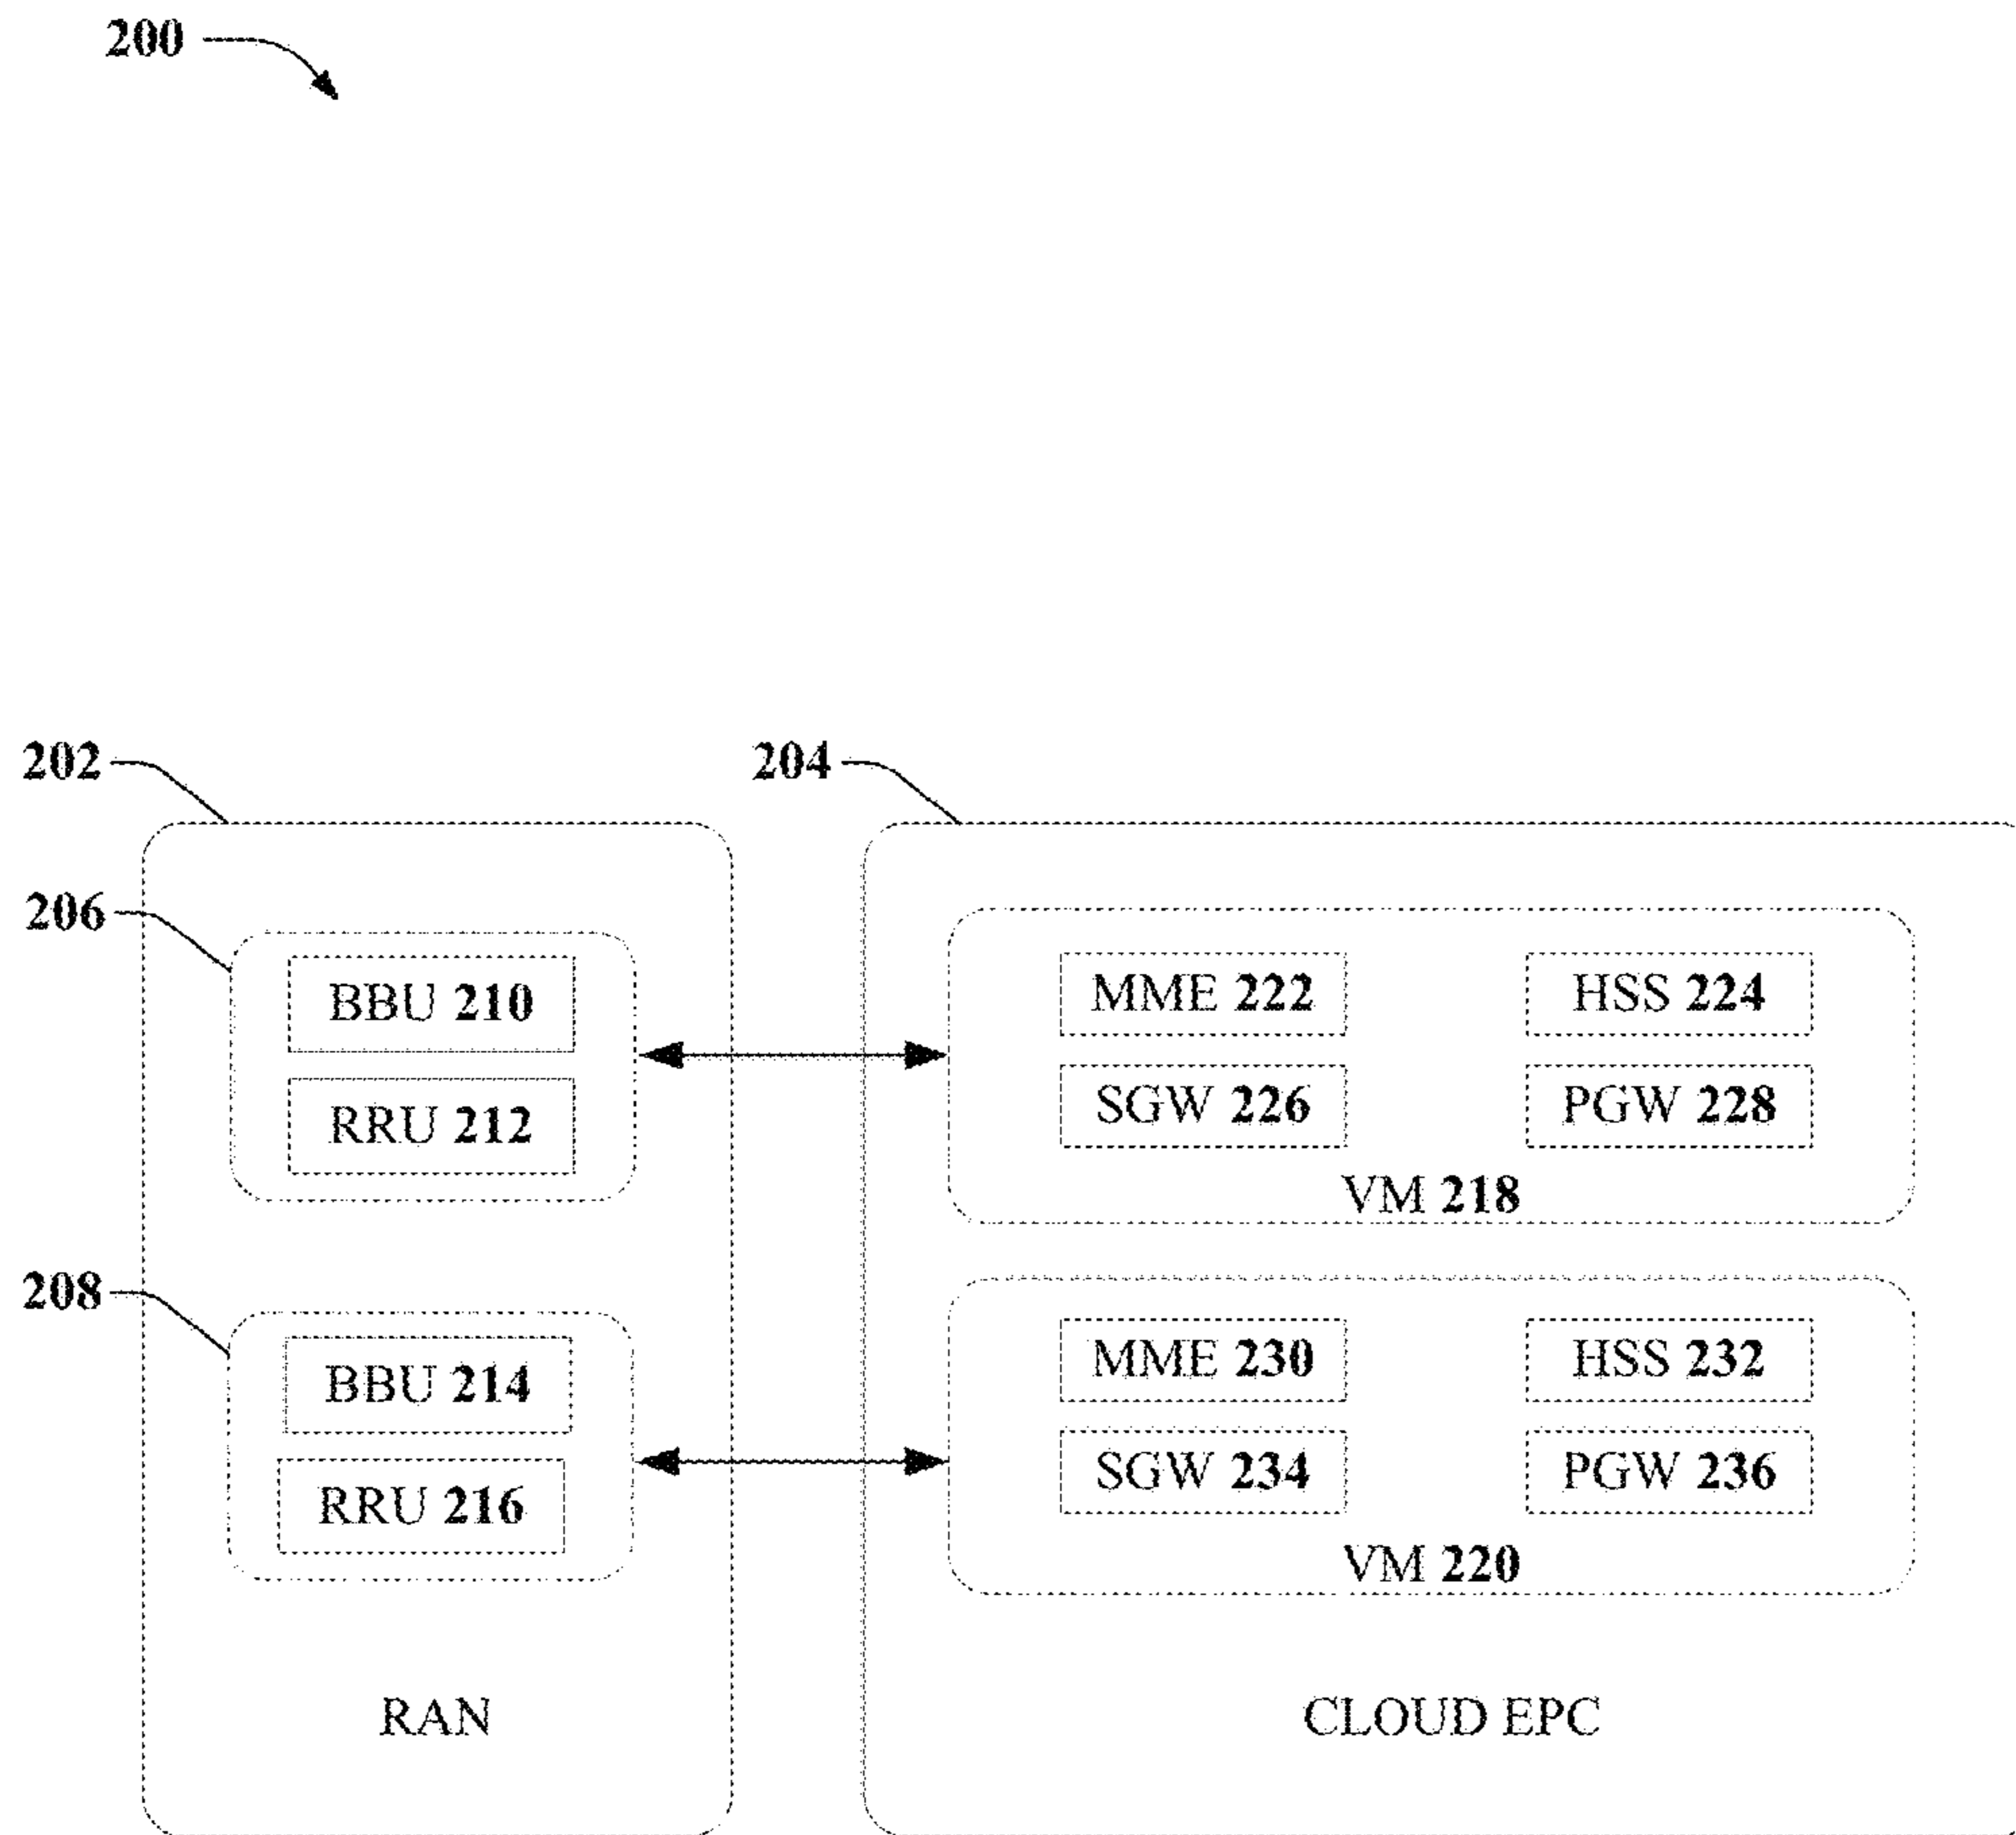 200
202
204
206
BBU 210
RRU 212
MME 222
HSS 224
SGW 226
PGW 228
VM 218
208
BBU 214
RRU 216
MME 230
HSS 232
SGW 234
PGW 236
VM 220
RAN
CLOUD EPC